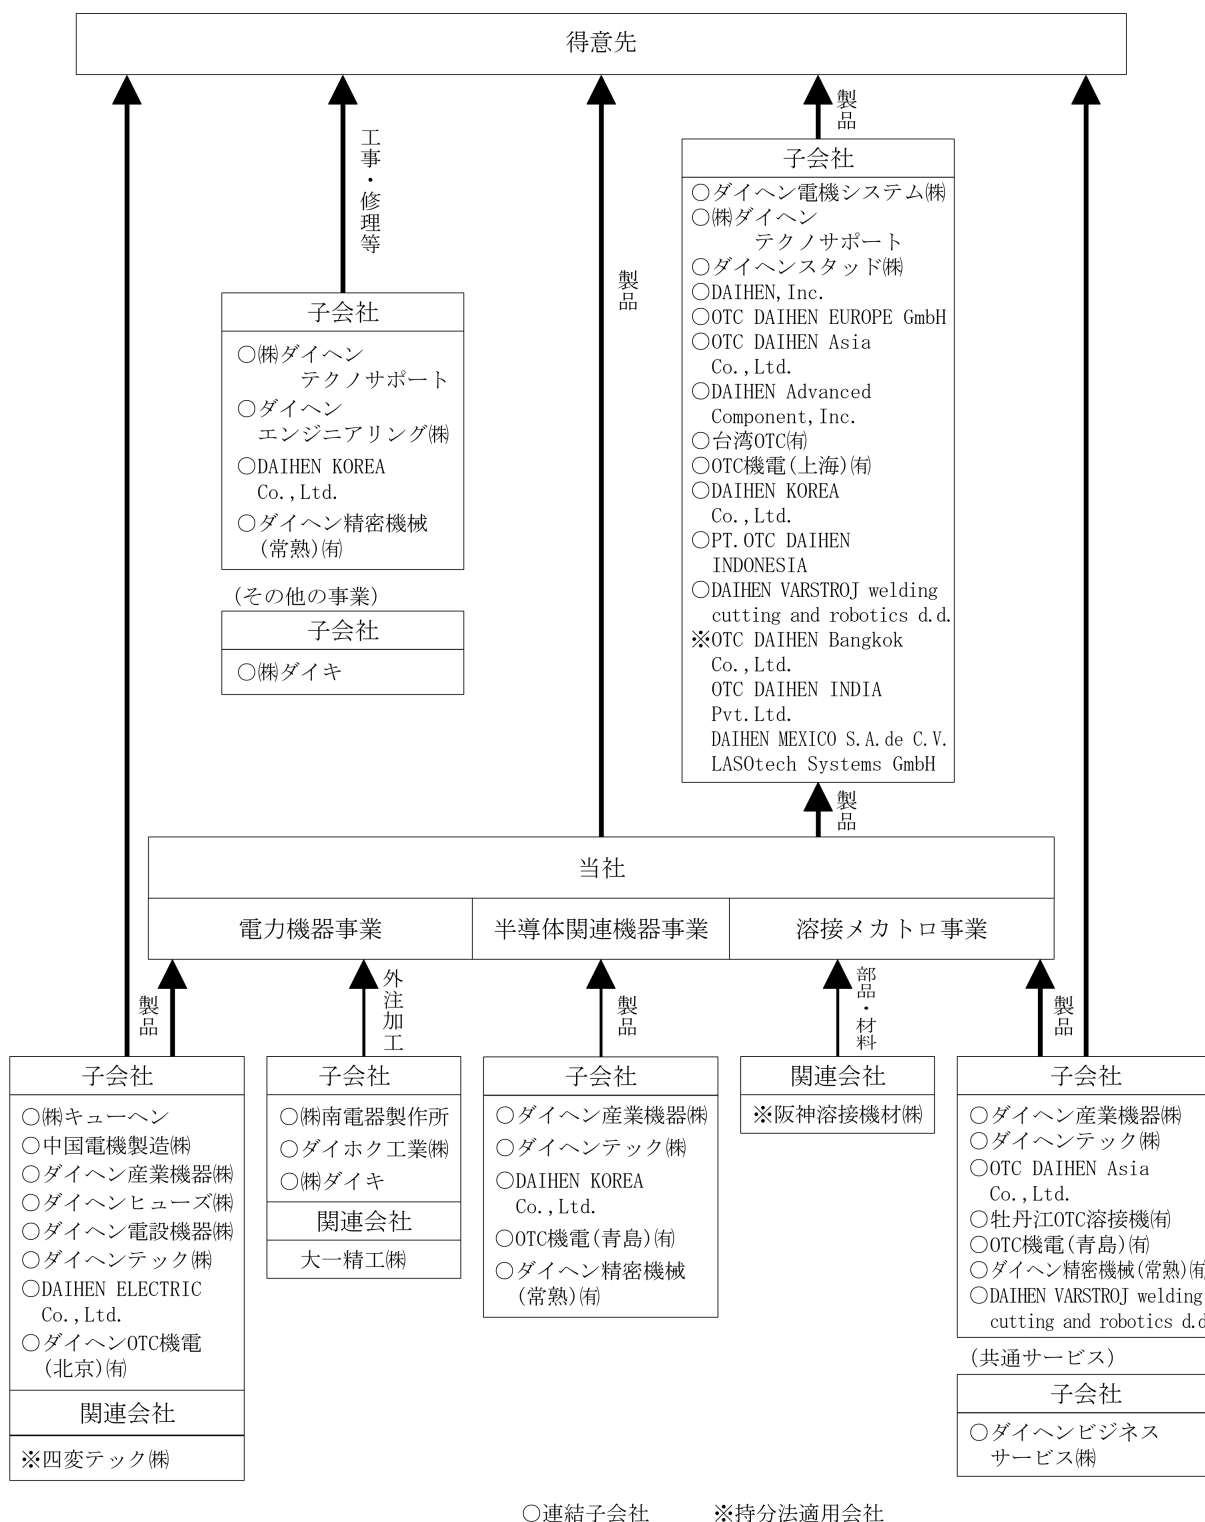 得意先
製品
工事・修理等
製品
子会社
○ダイヘン電機システム㈱
○㈱ダイヘン
テクノサポート
○ダイヘンスタッド㈱
○DAIHEN,Inc.
○OTC DAIHEN EUROPE GmbH
○OTC DAIHEN Asia
Co.,Ltd.
○DAIHEN Advanced
Component,Inc.
○台湾OTC㈲
○OTC機電(上海)㈲
○DAIHEN KOREA
Co.,Ltd.
○PT.OTC DAIHEN
INDONESIA
○DAIHEN VARSTROJ welding
cutting and robotics d.d.
※OTC DAIHEN Bangkok
Co.,Ltd.
OTC DAIHEN INDIA
Pvt.Ltd.
DAIHEN MEXICO S.A.de C.V.
LASOtech Systems GmbH
子会社
○㈱ダイヘン
テクノサポート
○ダイヘン
エンジニアリング㈱
○DAIHEN KOREA
Co.,Ltd.
○ダイヘン精密機械
(常熟)㈲
(その他の事業)
子会社
○㈱ダイキ
製品
当社
電力機器事業
半導体関連機器事業
溶接メカトロ事業
製品
外注加工
製品
部品・材料
製品
子会社
○㈱キューヘン
○中国電機製造㈱
○ダイヘン産業機器㈱
○ダイヘンヒューズ㈱
○ダイヘン電設機器㈱
○ダイヘンテック㈱
○DAIHEN ELECTRIC
Co.,Ltd.
○ダイヘンOTC機電
(北京)㈲
関連会社
※四変テック㈱
子会社
○㈱南電器製作所
○ダイホク工業㈱
○㈱ダイキ
関連会社
大一精工㈱
子会社
○ダイヘン産業機器㈱
○ダイヘンテック㈱
○DAIHEN KOREA
Co.,Ltd.
○OTC機電(青島)㈲
○ダイヘン精密機械
(常熟)㈲
関連会社
※阪神溶接機材㈱
子会社
○ダイヘン産業機器㈱
○ダイヘンテック㈱
○OTC DAIHEN Asia
Co.,Ltd.
○牡丹江OTC溶接機㈲
○OTC機電(青島)㈲
○ダイヘン精密機械(常熟)㈲
○DAIHEN VARSTROJ welding
cutting and robotics d.d
(共通サービス)
子会社
○ダイヘンビジネス
サービス㈱
○連結子会社 ※持分法適用会社